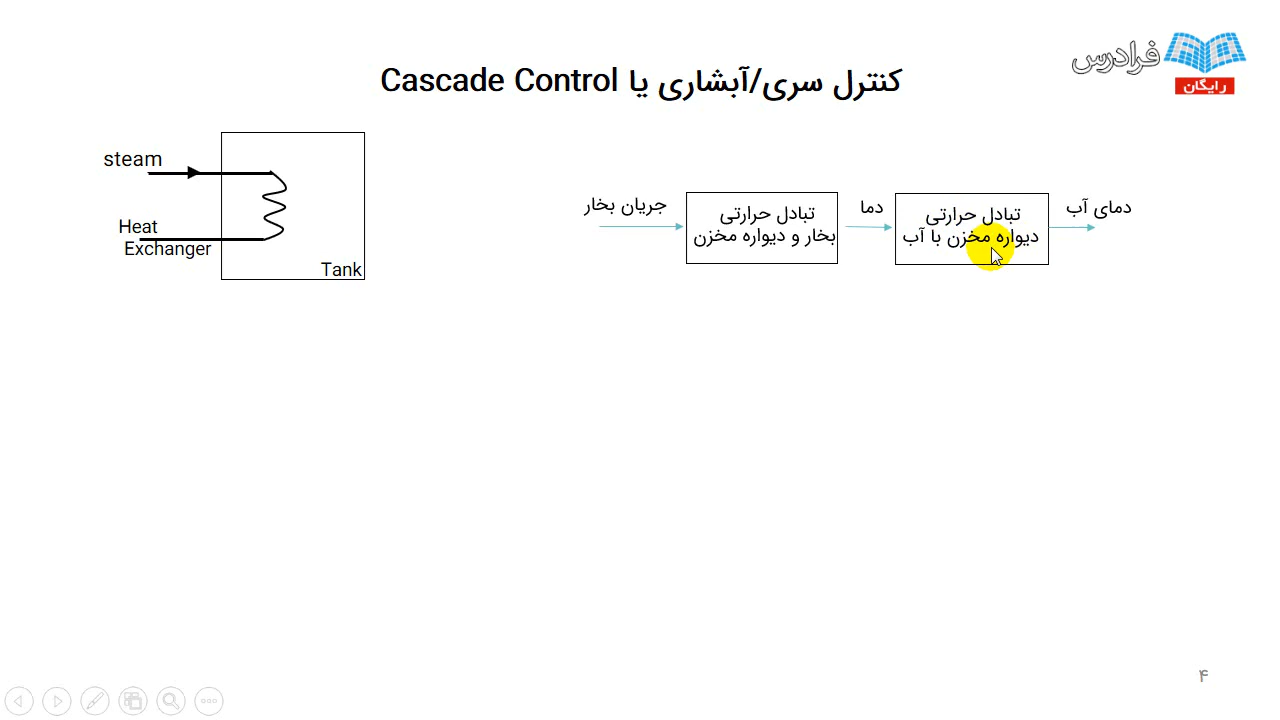 فرادرس
رایگان
کنترل سری/آبشاری یا Cascade Control
steam
Heat
Exchanger
Tank
جریان بخار
تبادل حرارتی
بخار و دیواره مخزن
دما
تبادل حرارتی
دیواره مخزن با آب
دمای آب
۴